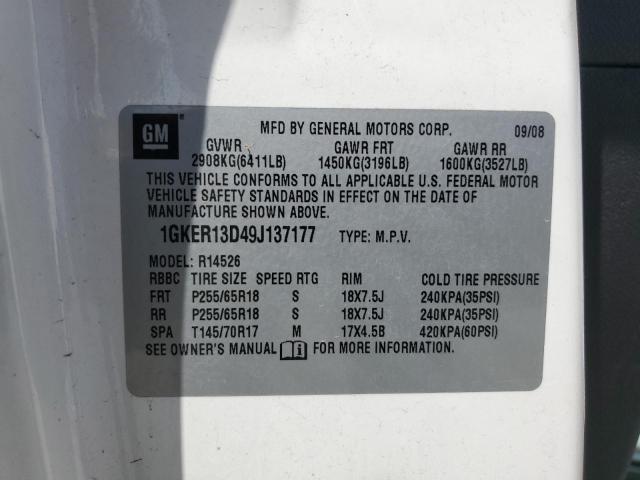 GM MFD BY GENERAL MOTORS CORP. 09/08
GVWR GAWR FRT GAWR RR
2908KG(6411LB) 1450KG(3196LB) 1600KG(3527LB)
THIS VEHICLE CONFORMS TO ALL APPLICABLE U.S. FEDERAL MOTOR
VEHICLE SAFETY STANDARDS IN EFFECT ON THE DATE OF
MANUFACTURE SHOWN ABOVE.
1GKER13D49J137177 TYPE: M.P.V.
MODEL: R14526
RBBC TIRE SIZE SPEED RTG RIM COLD TIRE PRESSURE
FRT P255/65R18 S 18X7.5J 240KPA(35PSI)
RR P255/65R18 S 18X7.5J 240KPA(35PSI)
SPA T145/70R17 M 17X4.5B 420KPA(60PSI)
SEE OWNER'S MANUAL FOR MORE INFORMATION.